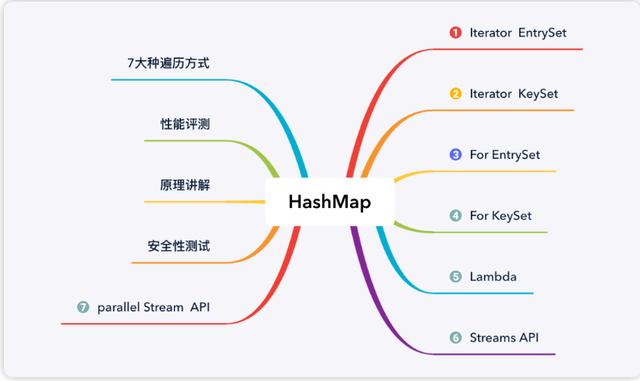 7大种遍历方式
性能评测
原理讲解
安全性测试
7 parallel Stream API
HashMap
1 Iterator EntrySet
2 Iterator KeySet
3 For EntrySet
4 For KeySet
5 Lambda
6 Streams API